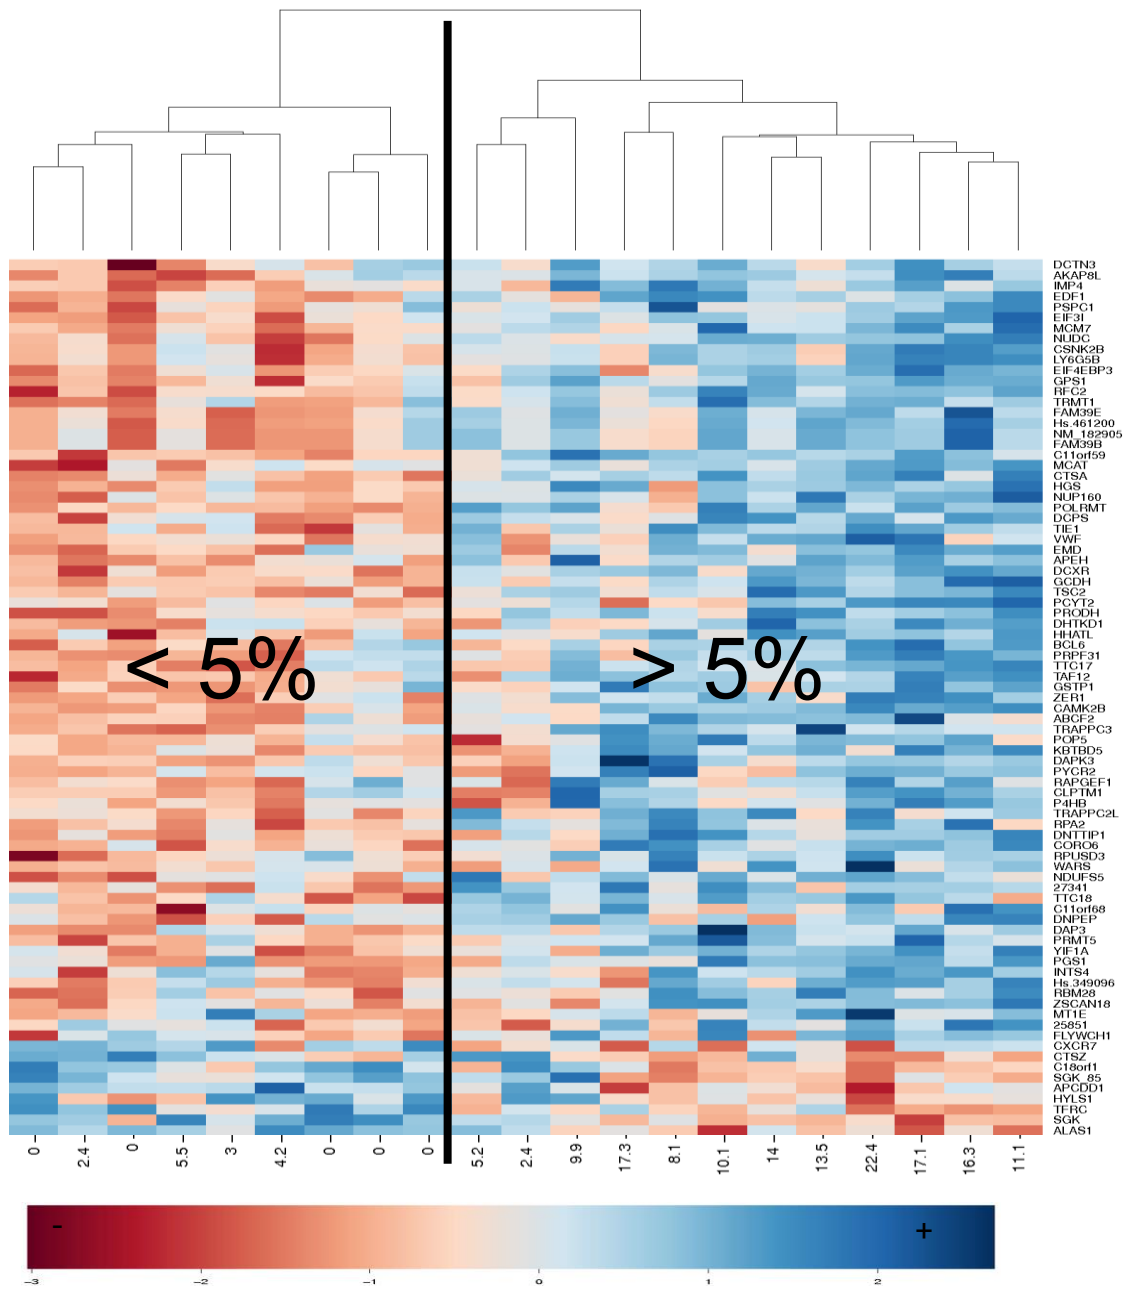 DCTN3
AKAP8L
IMP4
EDF1
PSPC1
EIF3I
MCM7
NUDC
CSNK2B
LY6G5B
EIF4EBP3
GPS1
RFC2
TRMT1
FAM39E
Hs.461200
NM_182905
FAM39B
C11orf59
MCAT
CTSA
HGS
NUP160
POLRMT
DCPS
TIE1
VWF
EMD
APEH
DCXR
GCDH
TSC2
PCYT2
PRODH
DHTKD1
HHATL
BCL6
PRPF31
< 5% > 5%
TTC17
TAF12
GSTP1
ZER1
CAMK2B
ABCF2
TRAPPC3
POP5
KBTBD5
DAPK3
PYCR2
RAPGEF1
CLPTM1
P4HB
TRAPPC2L
RPA2
DNTTIP1
CORO6
RPUSD3
WARS
NDUFS5
27341
TTC18
C11orf68
DNPEP
DAP3
PRMT5
YIF1A
PGS1
INTS4
Hs.349096
RBM28
ZSCAN18
MT1E
25851
FLYWCH1
CXCR7
CTSZ
C18orf1
SGK_85
APCDD1
HYLS1
TFRC
SGK
ALAS1
0 2.4 0 5.5 3 4.2 0 0 0 5.2 2.4 9.9 17.3 8.1 10.1 14 13.5 22.4 17.1 16.3 11.1
- +
-3 -2 -1 0 1 2